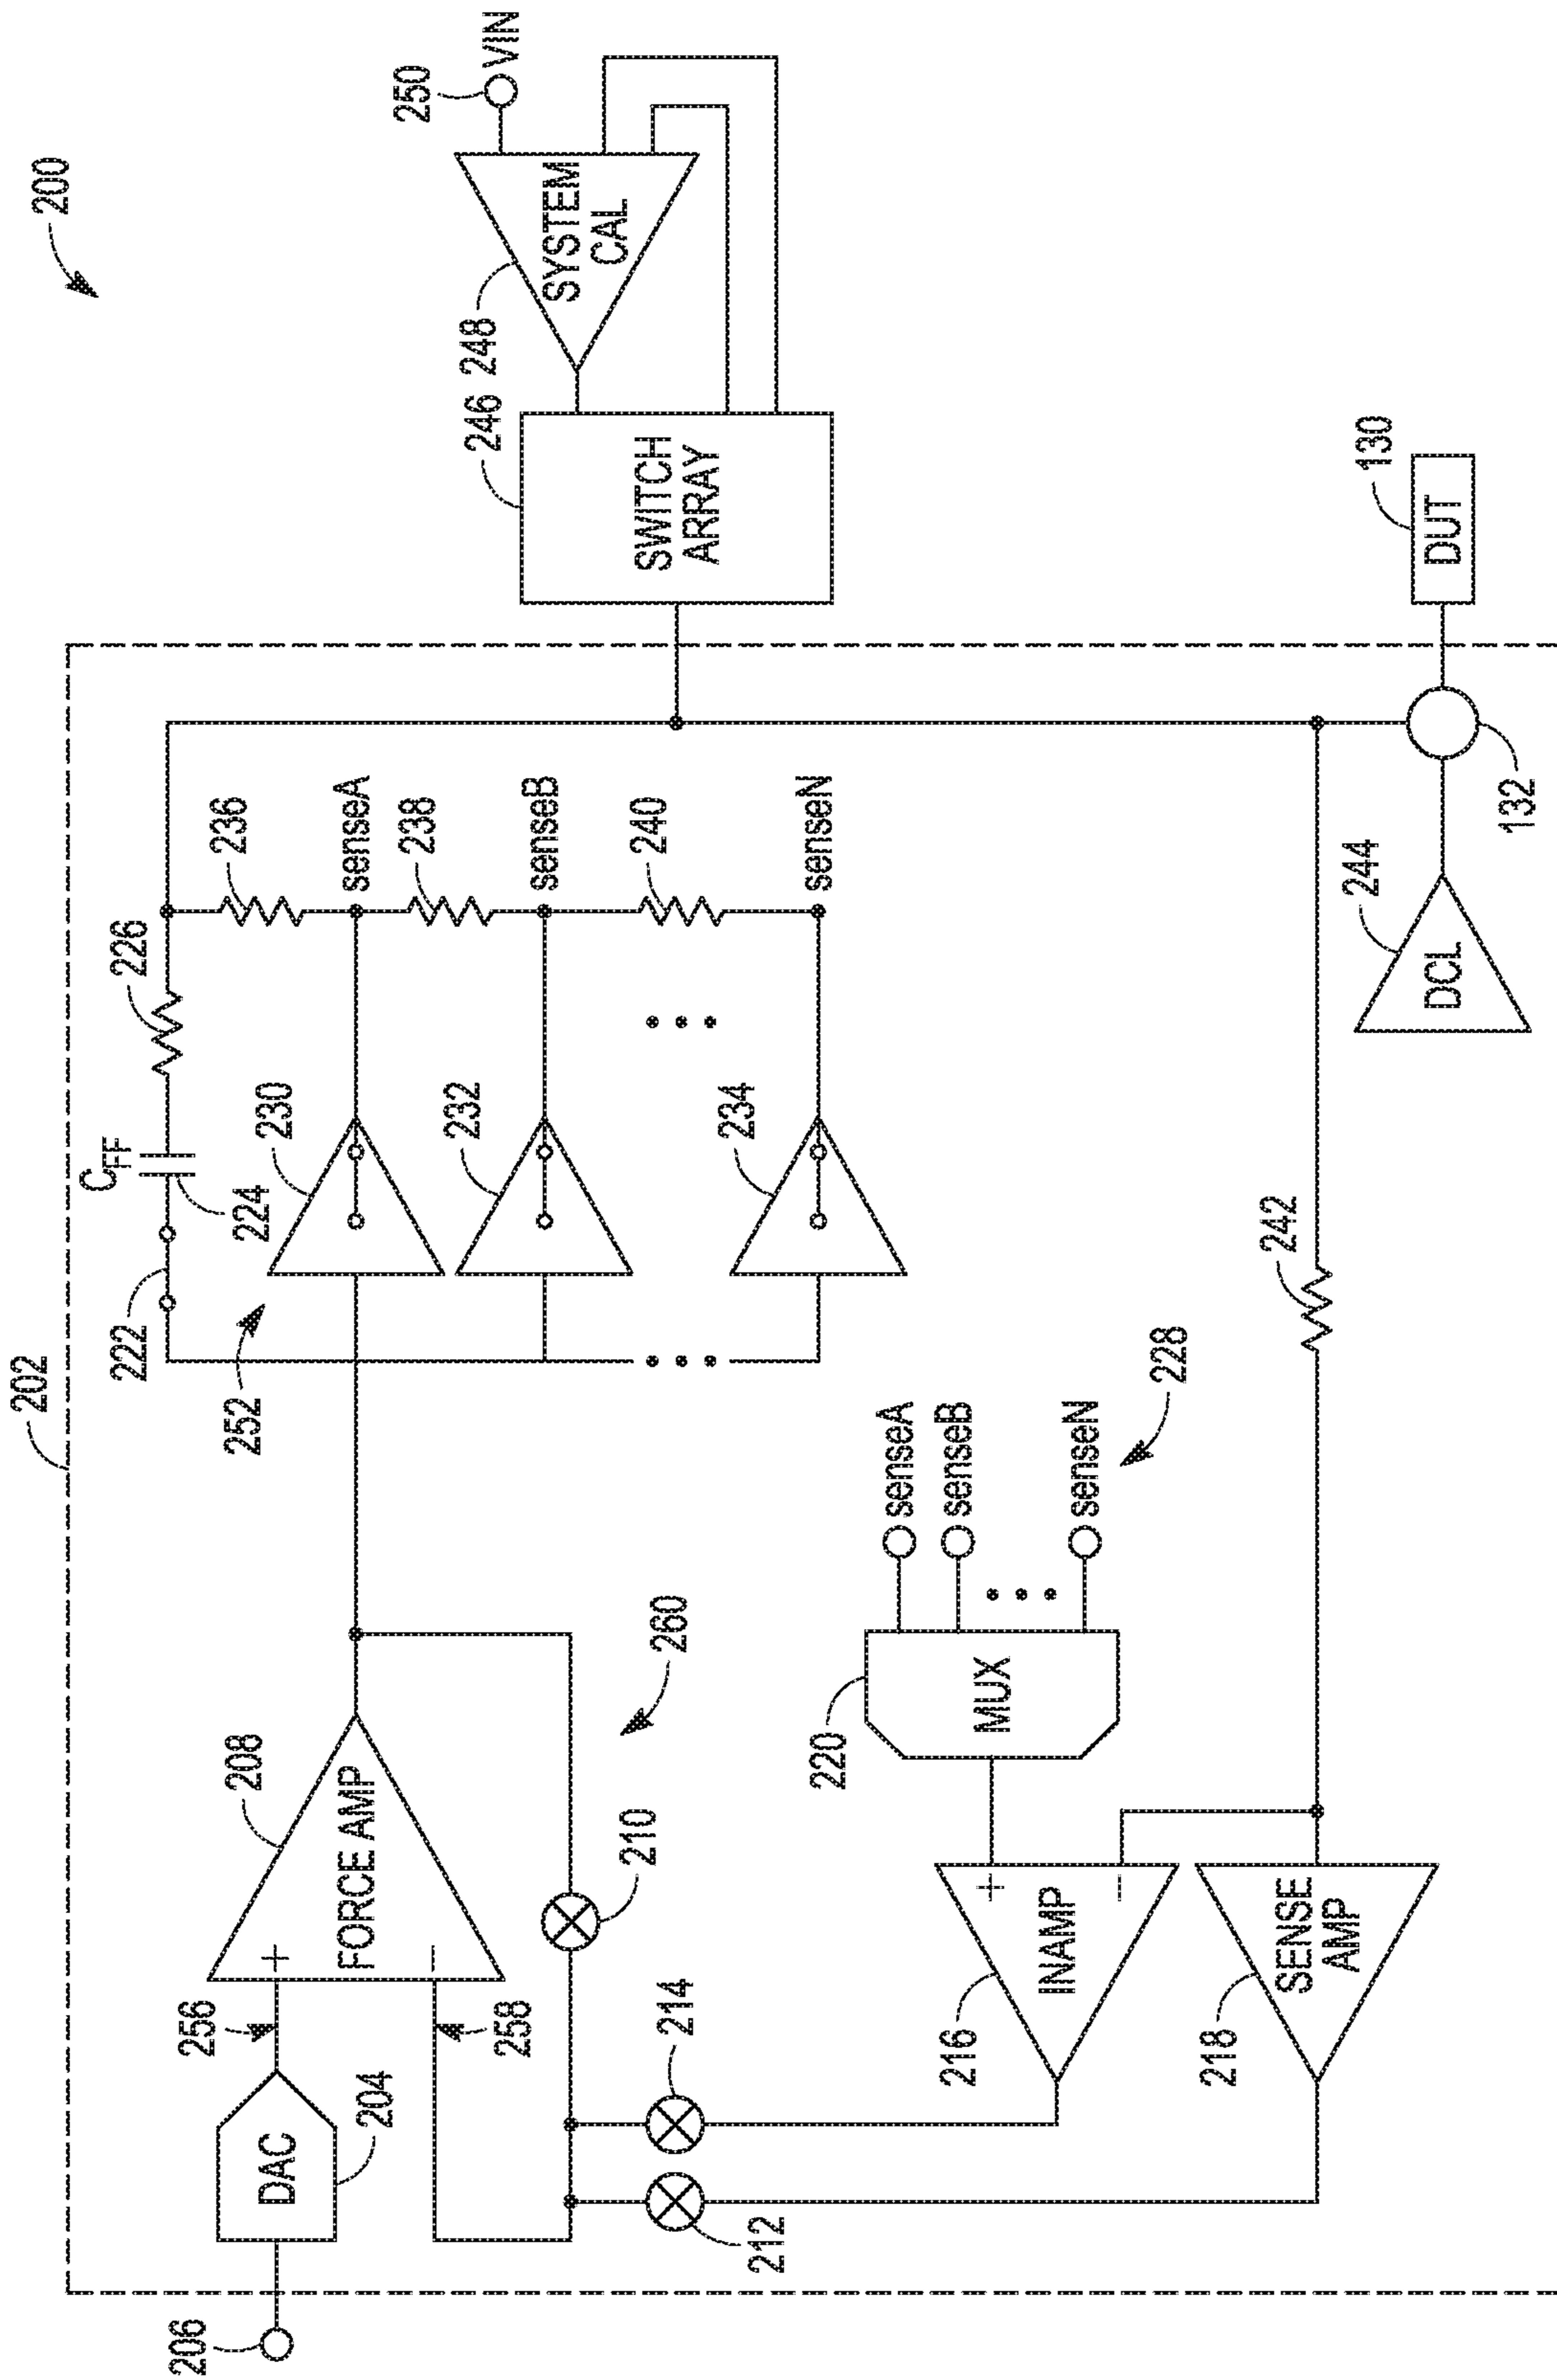 200
202
206
DAC
204
256
258
+
−
FORCE AMP
208
210
260
212
214
252
222
CFF
224
226
230
232
234
236
senseA
238
senseB
240
senseN
246
SWITCH
ARRAY
248
SYSTEM
CAL
250
VIN
216
INAMP
+
−
218
SENSE
AMP
220
MUX
senseA
senseB
senseN
228
242
DCL
244
132
DUT
130